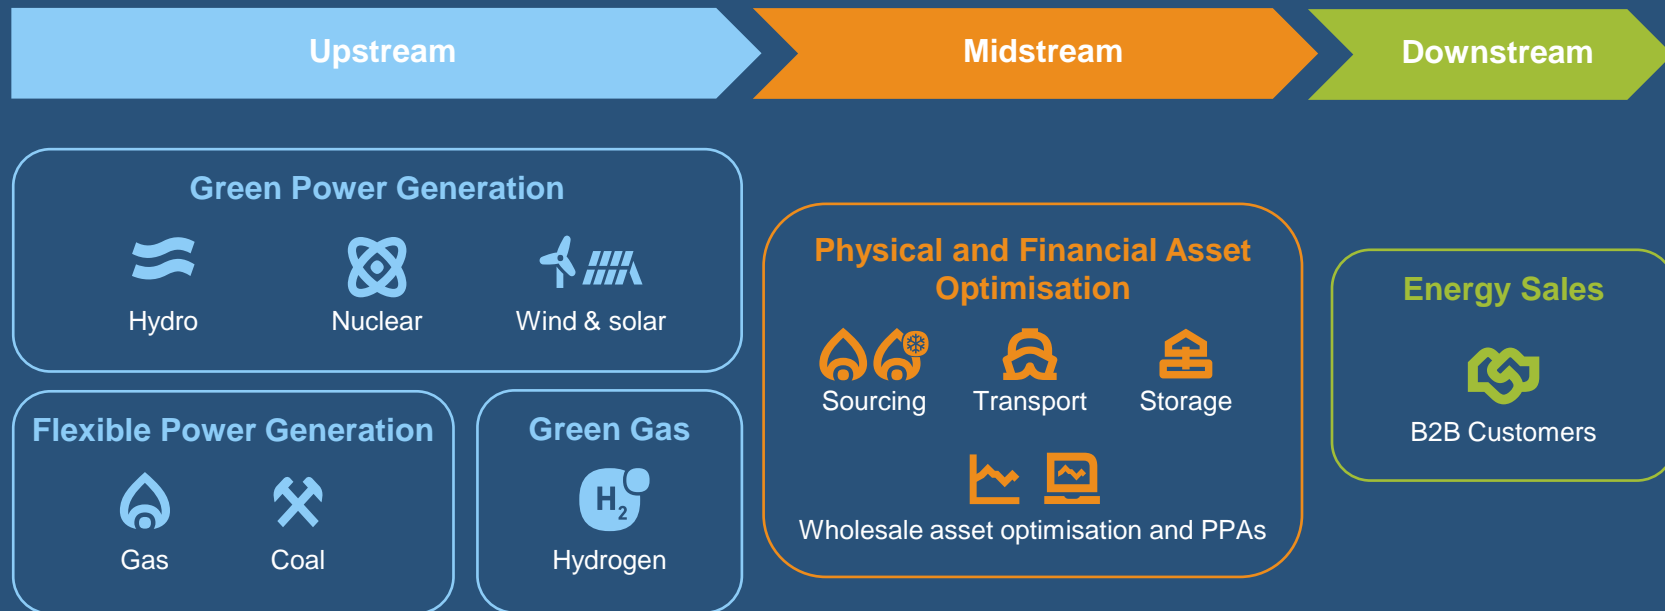 Upstream
Midstream
Downstream
Green Power Generation
Hydro
Nuclear
Wind & solar
Flexible Power Generation
Gas
Coal
Green Gas
H2
Hydrogen
Physical and Financial Asset
Optimisation
Sourcing
Transport
Storage
Wholesale asset optimisation and PPAs
Energy Sales
B2B Customers